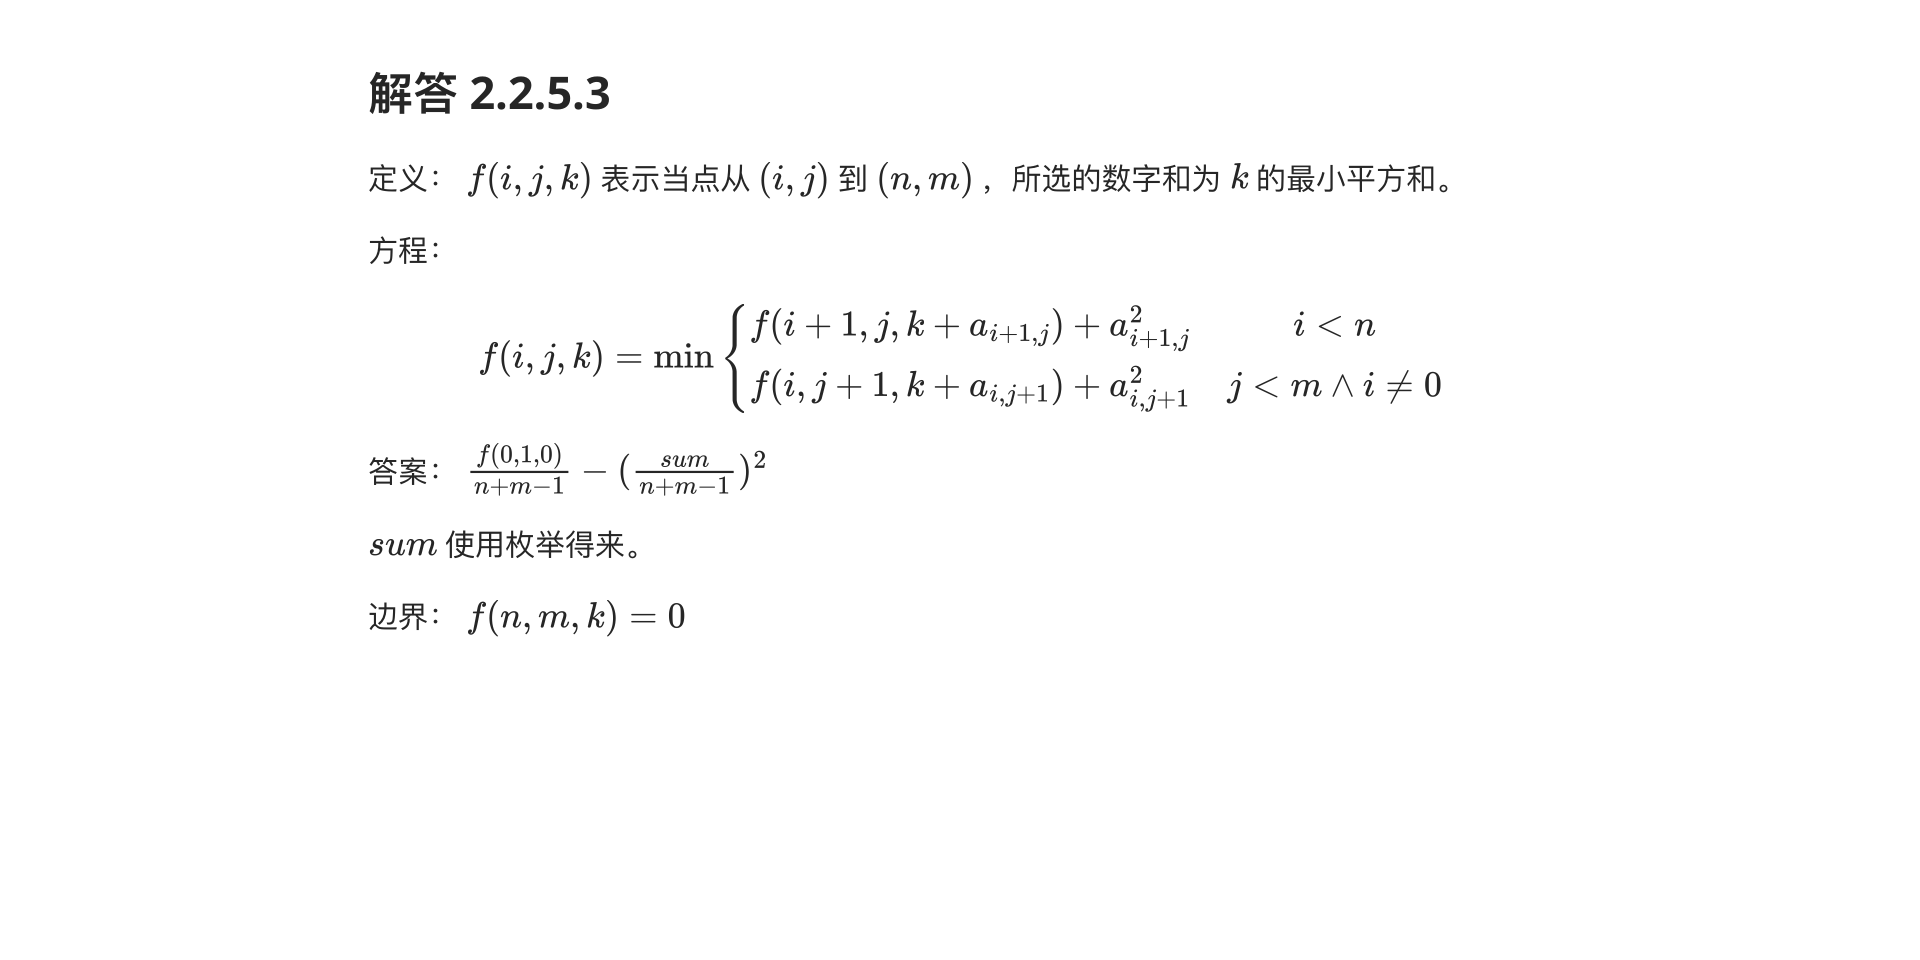 解答 2.2.5.3
定义： $f(i, j, k)$ 表示当点从 $(i, j)$ 到 $(n, m)$ ，所选的数字和为 $k$ 的最小平方和。
方程：
$f(i, j, k) = \min \begin{cases} f(i+1, j, k+a_{i+1,j}) + a_{i+1,j}^2 & i < n \\ f(i, j+1, k+a_{i,j+1}) + a_{i,j+1}^2 & j < m \wedge i \neq 0 \end{cases}$
答案： $\frac{f(0,1,0)}{n+m-1} - (\frac{sum}{n+m-1})^2$
$sum$ 使用枚举得来。
边界： $f(n, m, k) = 0$